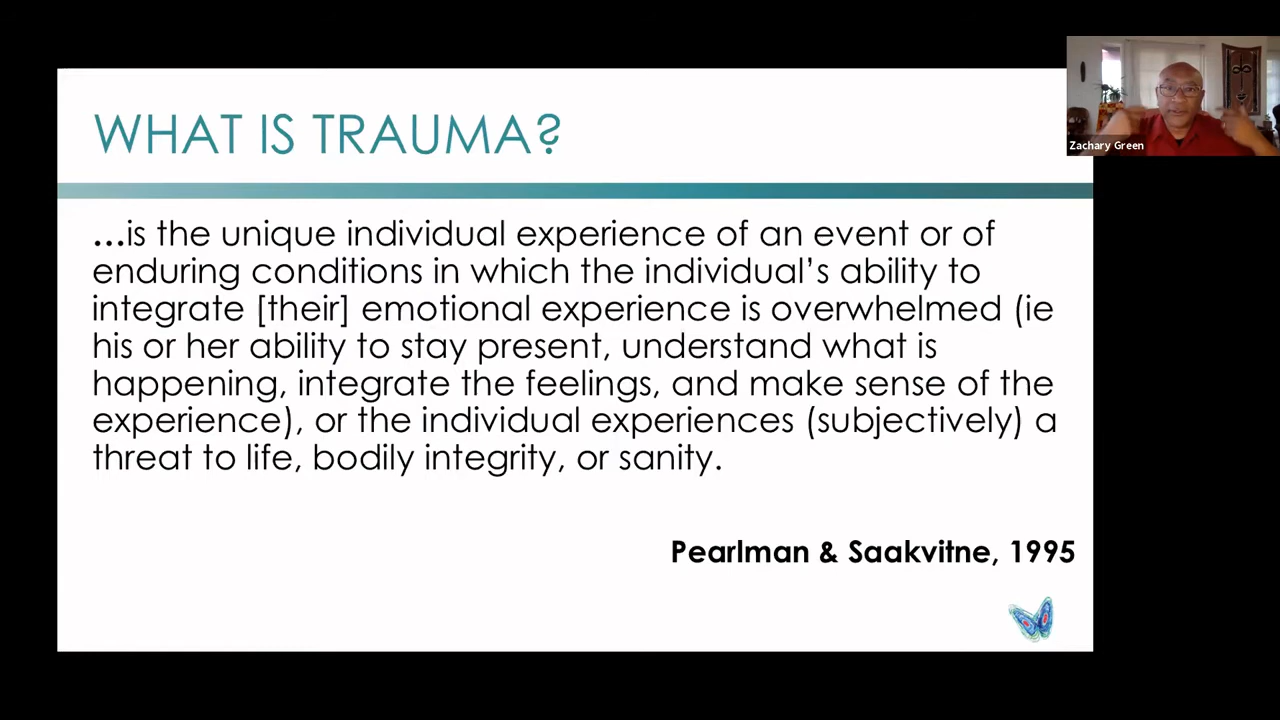 WHAT IS TRAUMA?
Zachary Green
...is the unique individual experience of an event or of
enduring conditions in which the individual’s ability to
integrate [their] emotional experience is overwhelmed (ie
his or her ability to stay present, understand what is
happening, integrate the feelings, and make sense of the
experience), or the individual experiences (subjectively) a
threat to life, bodily integrity, or sanity.
Pearlman & Saakvitne, 1995